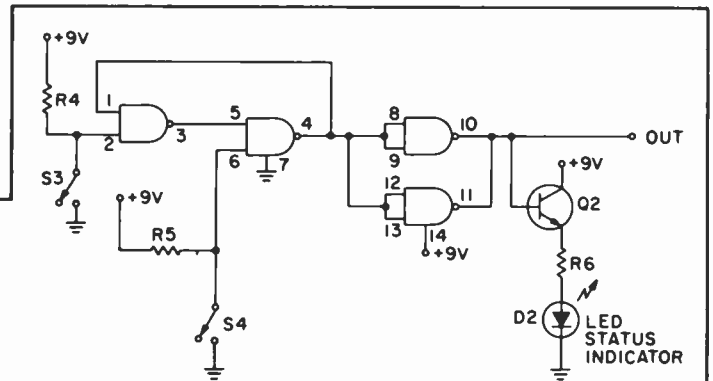 +9V
R4
1
2
3
S3
+9V
R5
5
6
4
7
S4
8
9
10
12
13
11
14
+9V
OUT
+9V
Q2
R6
D2
LED
STATUS
INDICATOR